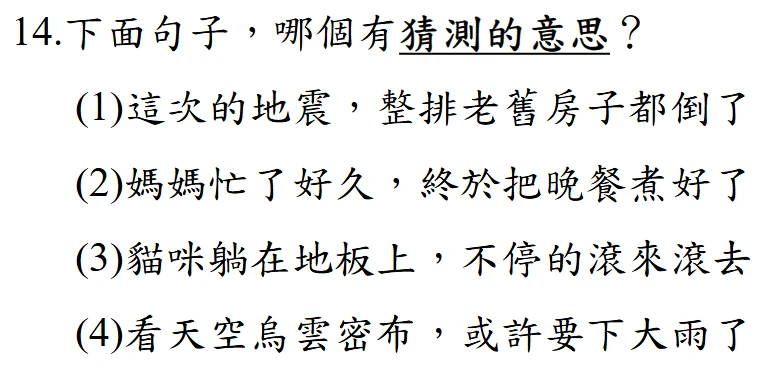 14.下面句子，哪個有猜測的意思？
(1)這次的地震，整排老舊房子都倒了
(2)媽媽忙了好久，終於把晚餐煮好了
(3)貓咪躺在地板上，不停的滾來滾去
(4)看天空烏雲密布，或許要下大雨了